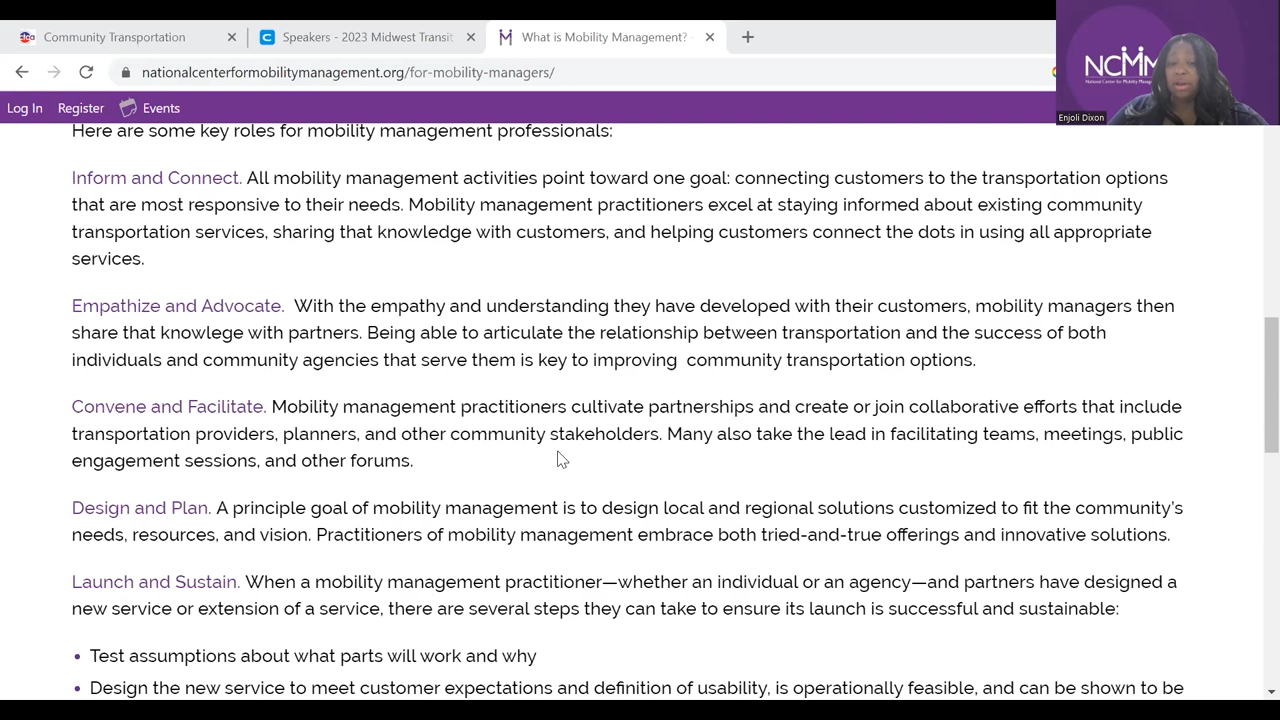 Community Transportation
Speakers - 2023 Midwest Transit
What is Mobility Management? -
nationalcenterformobilitymanagement.org/for-mobility-managers/
NCMM
National Center for Mobility Manag
Enjoli Dixon
Log In Register Events
Here are some key roles for mobility management professionals:
Inform and Connect. All mobility management activities point toward one goal: connecting customers to the transportation options
that are most responsive to their needs. Mobility management practitioners excel at staying informed about existing community
transportation services, sharing that knowledge with customers, and helping customers connect the dots in using all appropriate
services.
Empathize and Advocate. With the empathy and understanding they have developed with their customers, mobility managers then
share that knowlege with partners. Being able to articulate the relationship between transportation and the success of both
individuals and community agencies that serve them is key to improving community transportation options.
Convene and Facilitate. Mobility management practitioners cultivate partnerships and create or join collaborative efforts that include
transportation providers, planners, and other community stakeholders. Many also take the lead in facilitating teams, meetings, public
engagement sessions, and other forums.
Design and Plan. A principle goal of mobility management is to design local and regional solutions customized to fit the community's
needs, resources, and vision. Practitioners of mobility management embrace both tried-and-true offerings and innovative solutions.
Launch and Sustain. When a mobility management practitioner—whether an individual or an agency—and partners have designed a
new service or extension of a service, there are several steps they can take to ensure its launch is successful and sustainable:
• Test assumptions about what parts will work and why
• Design the new service to meet customer expectations and definition of usability, is operationally feasible, and can be shown to be